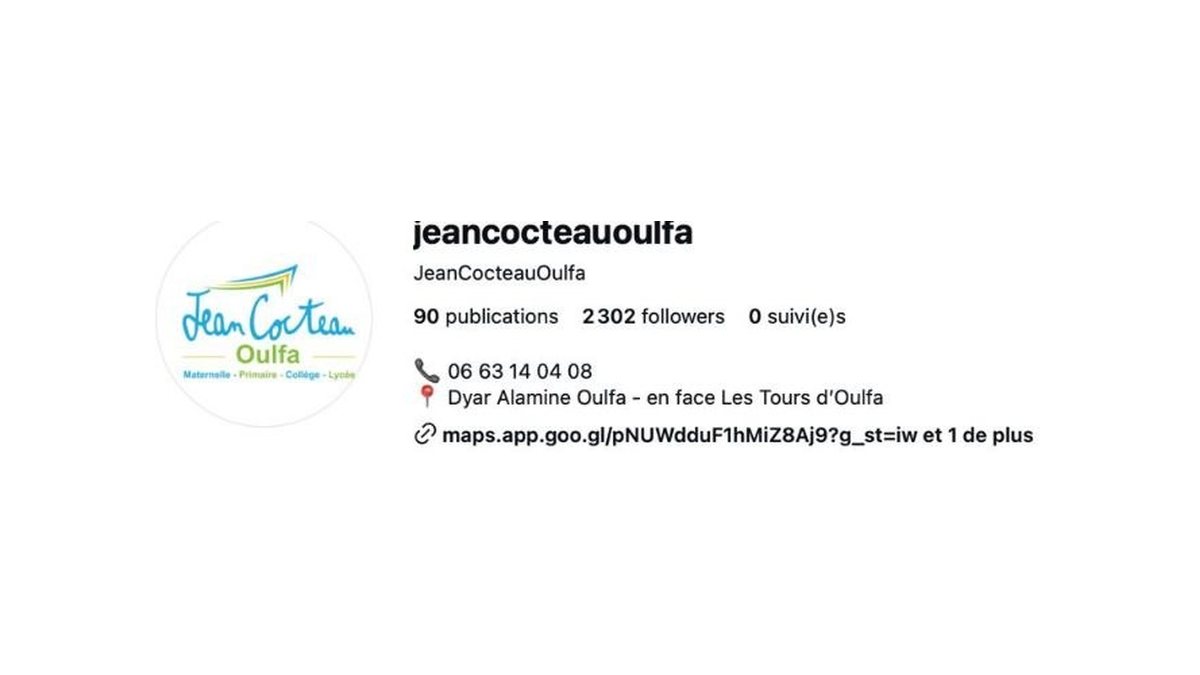 jeancocteauoulfa
JeanCocteauOulfa
90 publications 2 302 followers 0 suivi(e)s
06 63 14 04 08
Dyar Alamine Oulfa - en face Les Tours d’Oulfa
maps.app.goo.gl/pNUWdduF1hMiZ8Aj9?g_st=iw et 1 de plus
Jean Cocteau
Oulfa
Maternelle - Primaire - Collège - Lycée